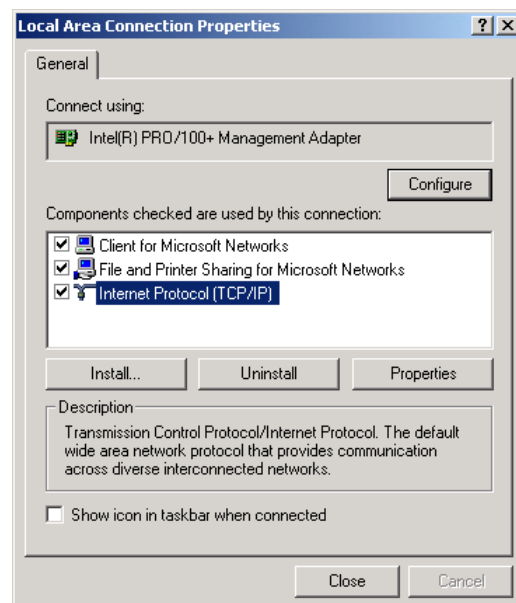 Local Area Connection Properties
General
Connect using:
Intel(R) PRO/100+ Management Adapter
Configure
Components checked are used by this connection:
Client for Microsoft Networks
File and Printer Sharing for Microsoft Networks
Internet Protocol (TCP/IP)
Install... Uninstall Properties
Description
Transmission Control Protocol/Internet Protocol. The default
wide area network protocol that provides communication
across diverse interconnected networks.
Show icon in taskbar when connected
Close Cancel